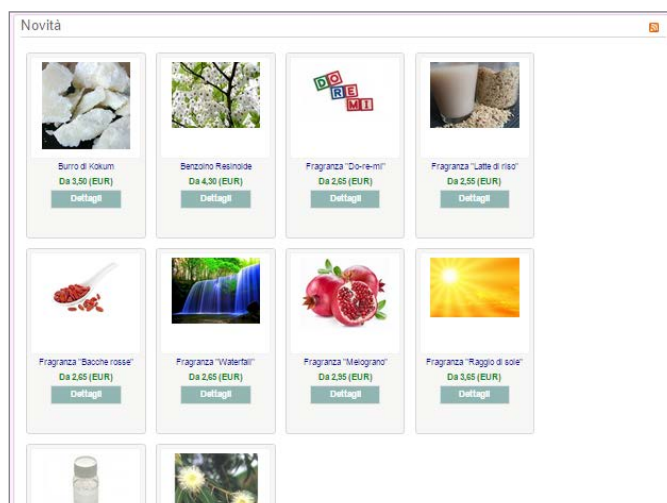 Novità
DO
RE
MI
Burro di Kokum
Benzoino Resinoide
Fragranza "Do-re-mi"
Fragranza "Latte di riso"
Da 3,50 (EUR)
Da 4,30 (EUR)
Da 2,65 (EUR)
Da 2,55 (EUR)
Dettagli
Dettagli
Dettagli
Dettagli
Fragranza "Bacche rosse"
Fragranza "Waterfall"
Fragranza "Melograno"
Fragranza "Raggio di sole"
Da 2,65 (EUR)
Da 2,65 (EUR)
Da 2,95 (EUR)
Da 3,65 (EUR)
Dettagli
Dettagli
Dettagli
Dettagli